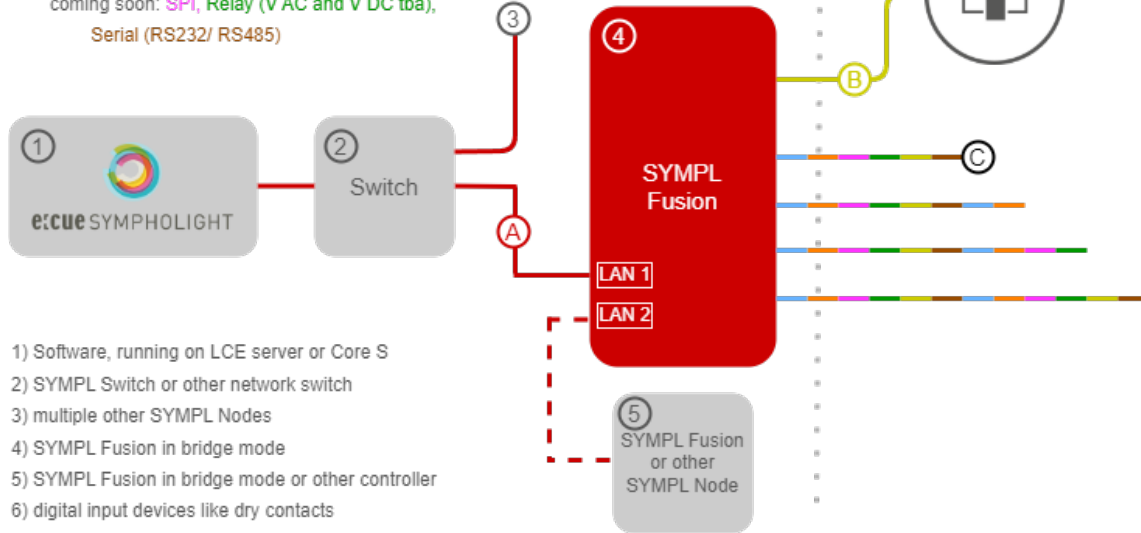 coming soon: SPI, Relay (V AC and V DC tba),
Serial (RS232/ RS485)
3
4
B
1
2
C
Switch
SYMPL
Fusion
e:cue SYMPHOLIGHT
A
LAN 1
LAN 2
1) Software, running on LCE server or Core S
2) SYMPL Switch or other network switch
3) multiple other SYMPL Nodes
4) SYMPL Fusion in bridge mode
5) SYMPL Fusion in bridge mode or other controller
6) digital input devices like dry contacts
5
SYMPL Fusion
or other
SYMPL Node